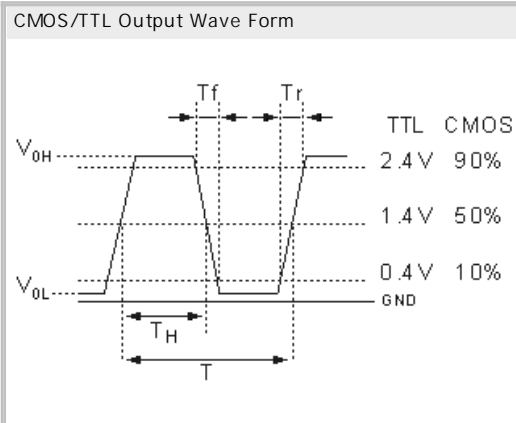 CMOS/TTL Output Wave Form
Tf Tr
TTL CMOS
V0H 2.4V 90%
1.4V 50%
0.4V 10%
V0L GND
TH
T